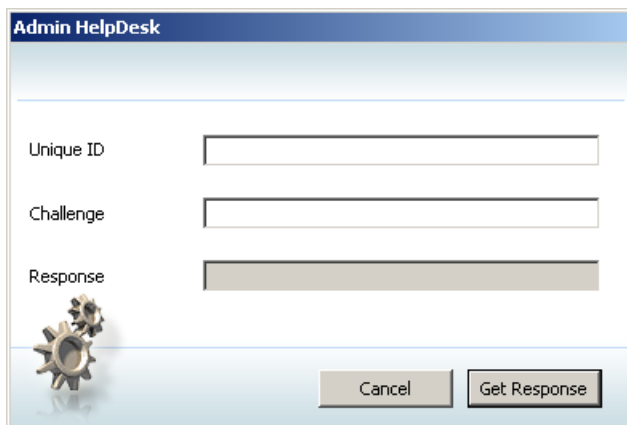 Admin HelpDesk
Unique ID
Challenge
Response
Cancel Get Response